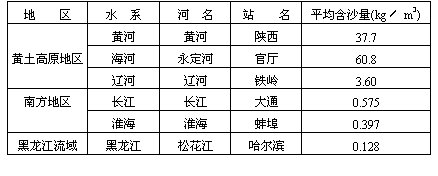 地 区 水 系 河 名 站 名 平均含沙量(kg／ m³)
黄土高原地区 黄河 黄河 陕西 37.7
海河 永定河 官厅 60.8
辽河 辽河 铁岭 3.60
南方地区 长江 长江 大通 0.575
淮海 淮海 蚌埠 0.397
黑龙江流域 黑龙江 松花江 哈尔滨 0.128